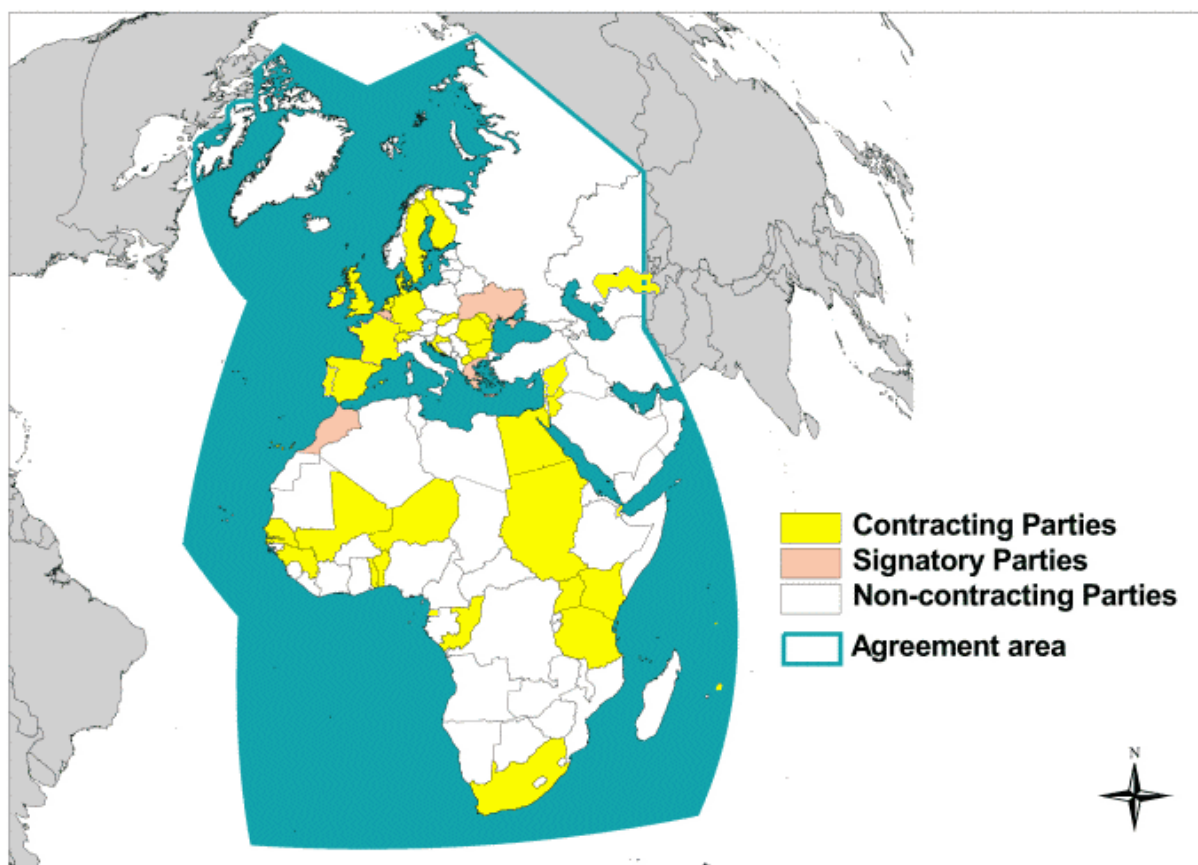 Contracting Parties
Signatory Parties
Non-contracting Parties
Agreement area
N